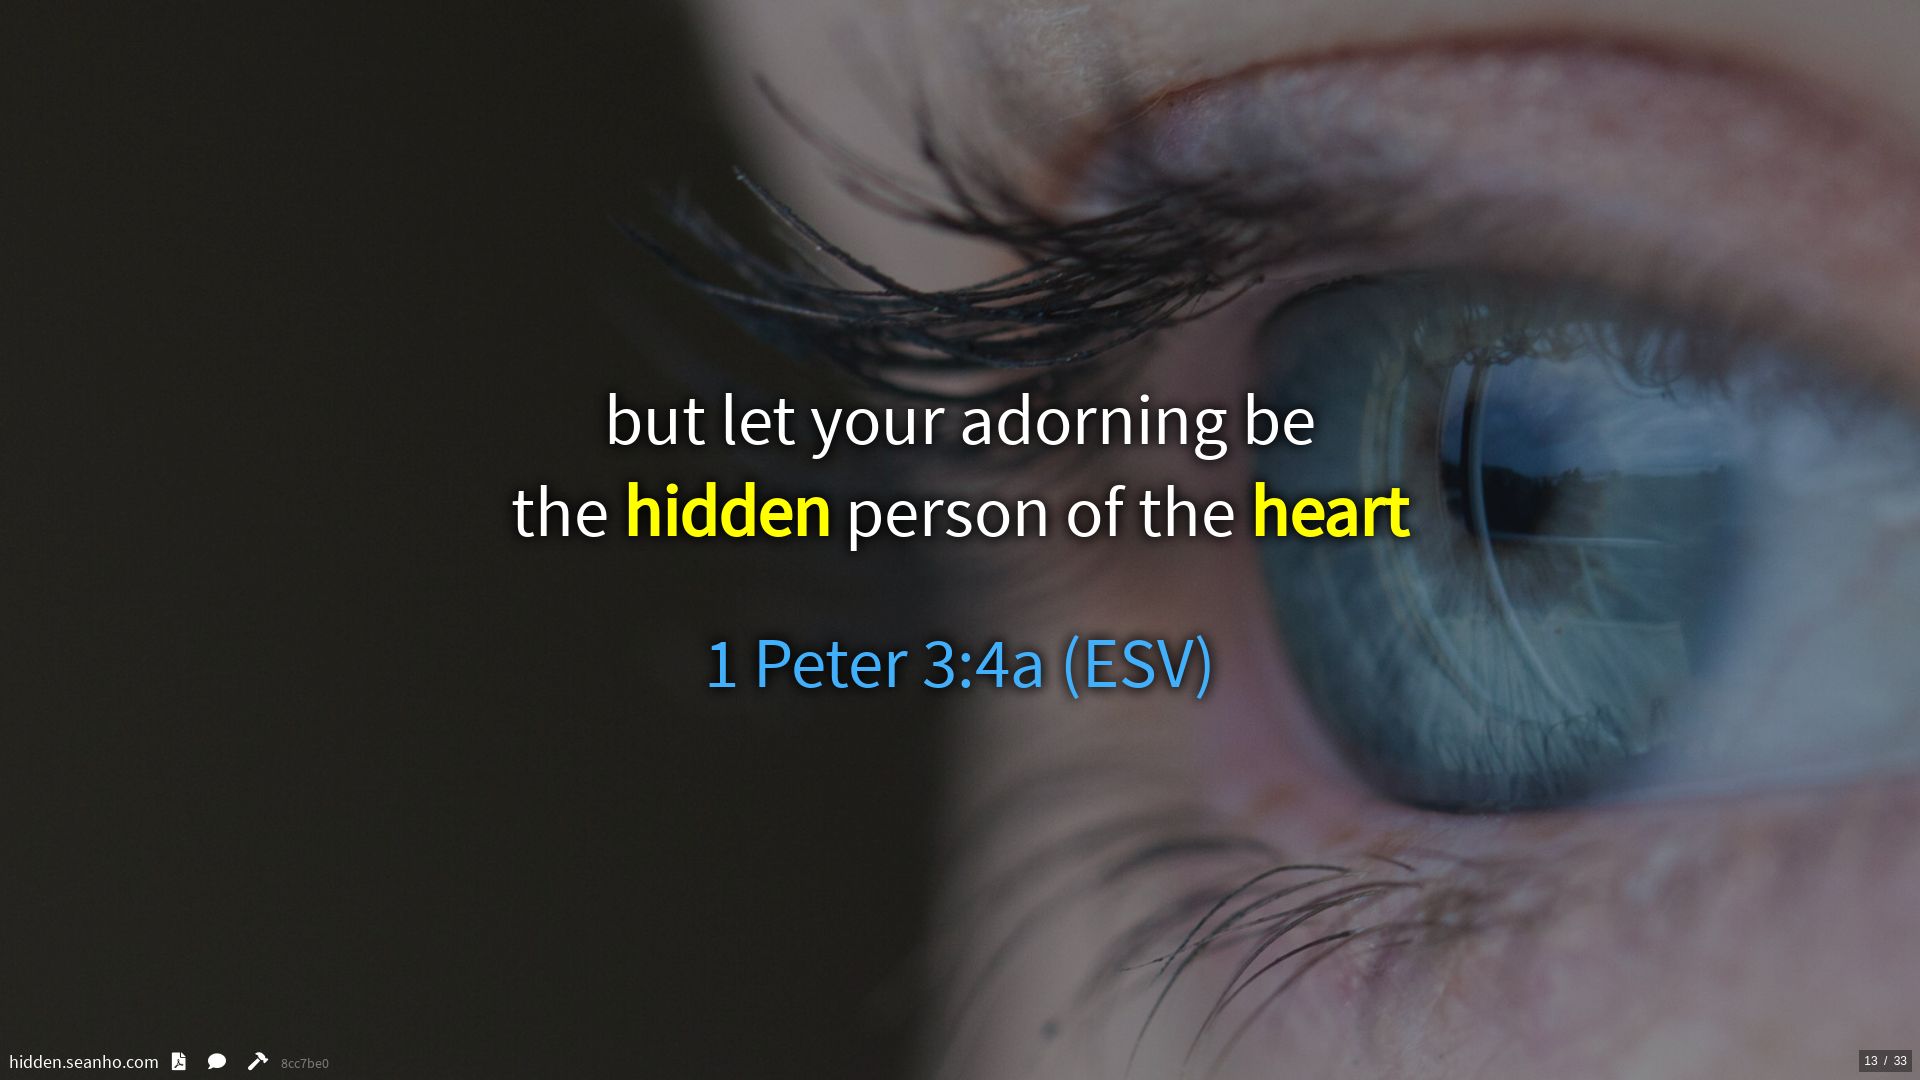 but let your adorning be
the hidden person of the heart
1 Peter 3:4a (ESV)
hidden.seanho.com 8cc7be0
13 / 33